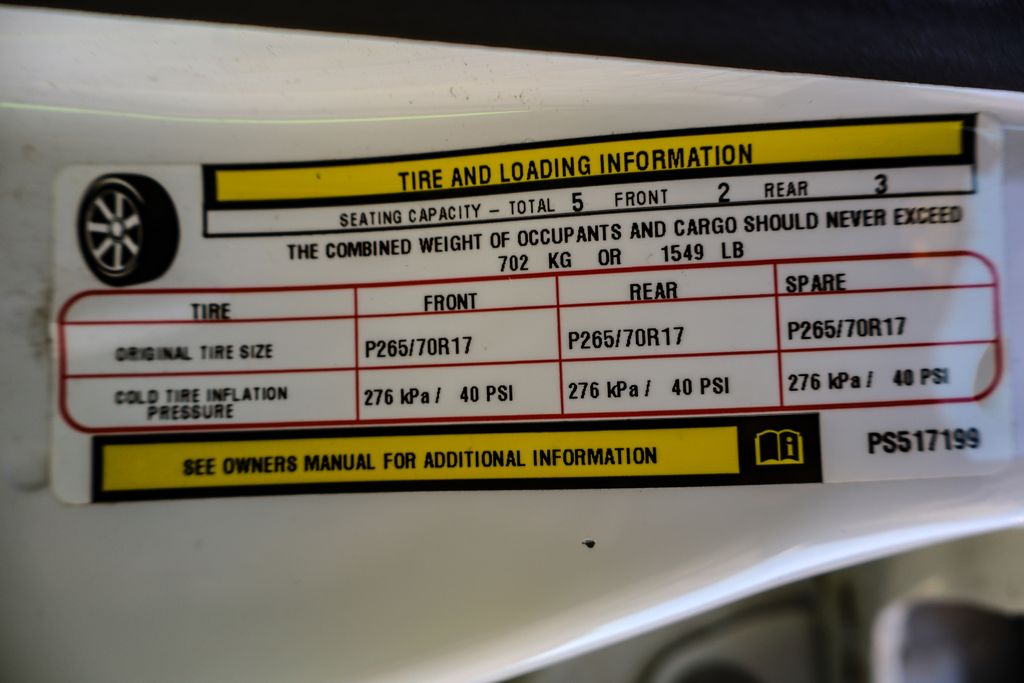 TIRE AND LOADING INFORMATION
SEATING CAPACITY – TOTAL 5 FRONT 2 REAR 3
THE COMBINED WEIGHT OF OCCUPANTS AND CARGO SHOULD NEVER EXCEED
702 KG OR 1549 LB
TIRE FRONT REAR SPARE
ORIGINAL TIRE SIZE P265/70R17 P265/70R17 P265/70R17
COLD TIRE INFLATION PRESSURE 276 kPa / 40 PSI 276 kPa / 40 PSI 276 kPa / 40 PSI
SEE OWNERS MANUAL FOR ADDITIONAL INFORMATION
PS517199